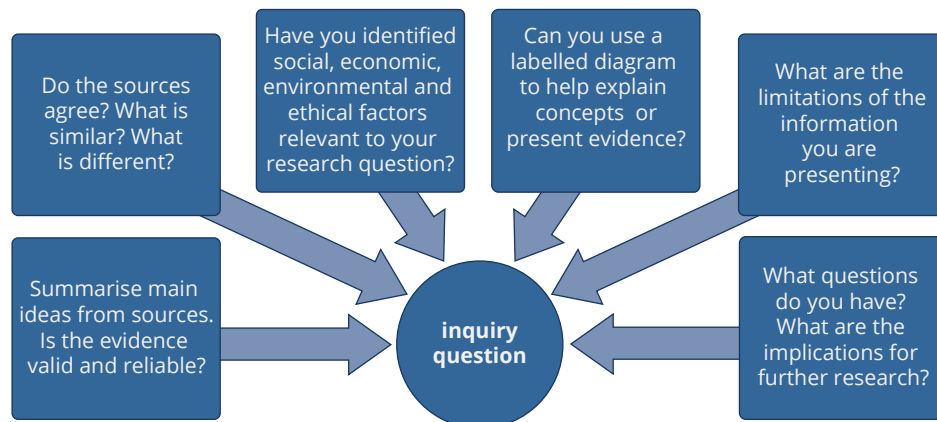 Do the sources
agree? What is
similar? What
is different?
Have you identified
social, economic,
environmental and
ethical factors
relevant to your
research question?
Can you use a
labelled diagram
to help explain
concepts or
present evidence?
What are the
limitations of the
information
you are
presenting?
Summarise main
ideas from sources.
Is the evidence
valid and reliable?
inquiry
question
What questions
do you have?
What are the
implications for
further research?